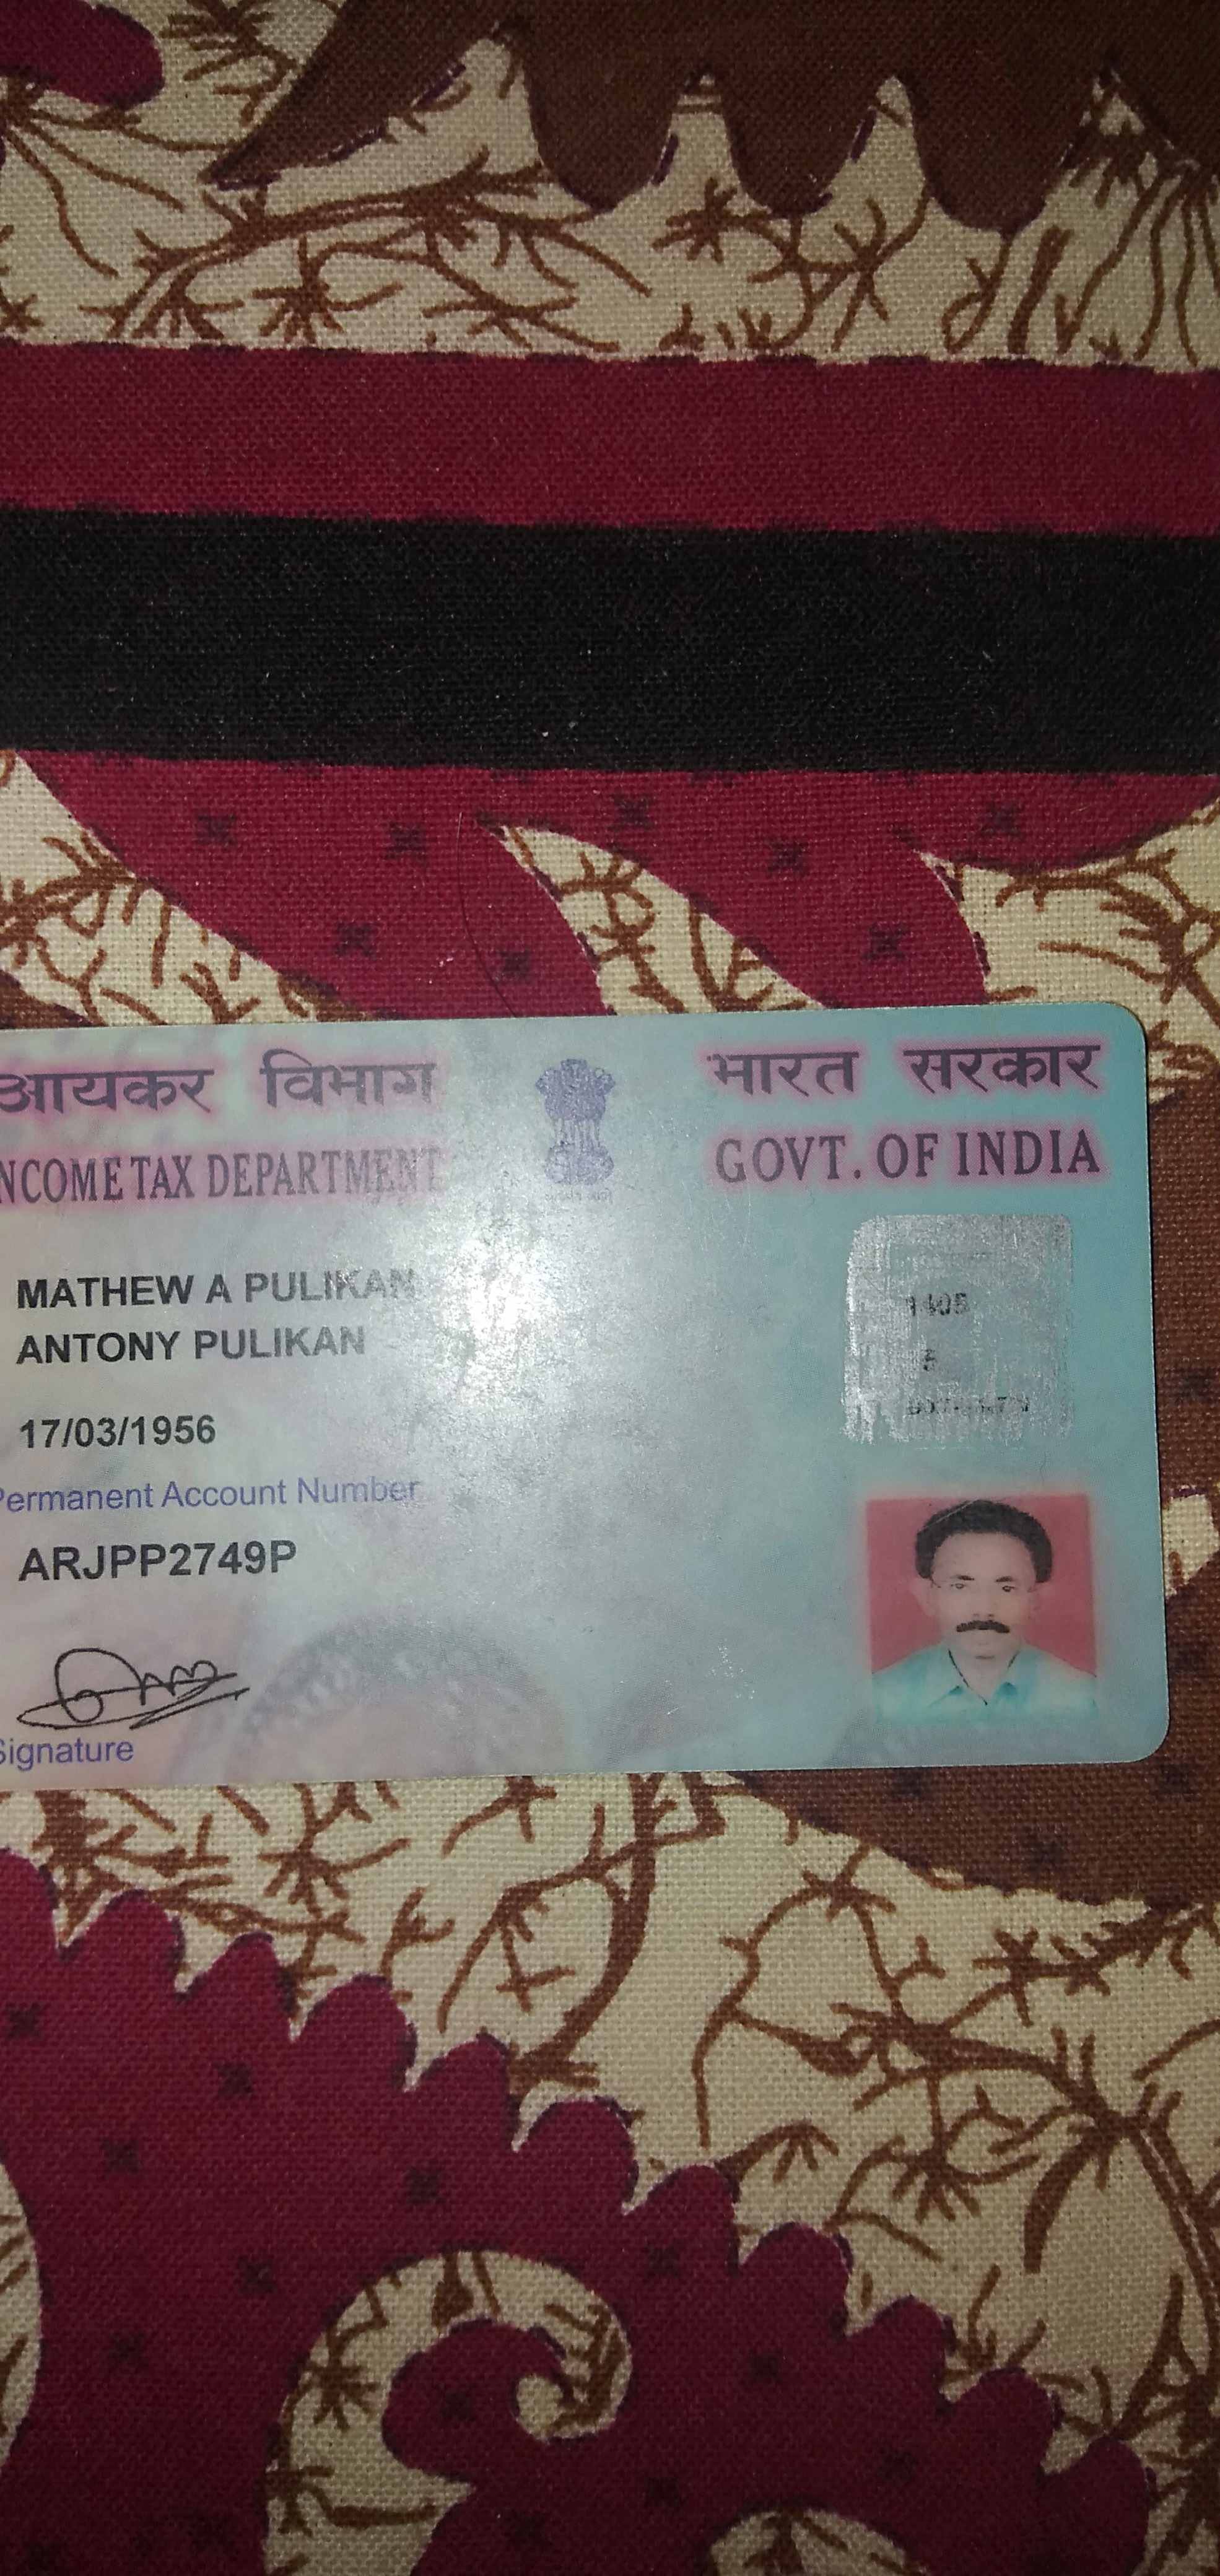 आयकर विभाग
भारत सरकार
NCOME TAX DEPARTMENT
GOVT. OF INDIA
MATHEW A PULIKAN
ANTONY PULIKAN
17/03/1956
Permanent Account Number
ARJPP2749P
Signature